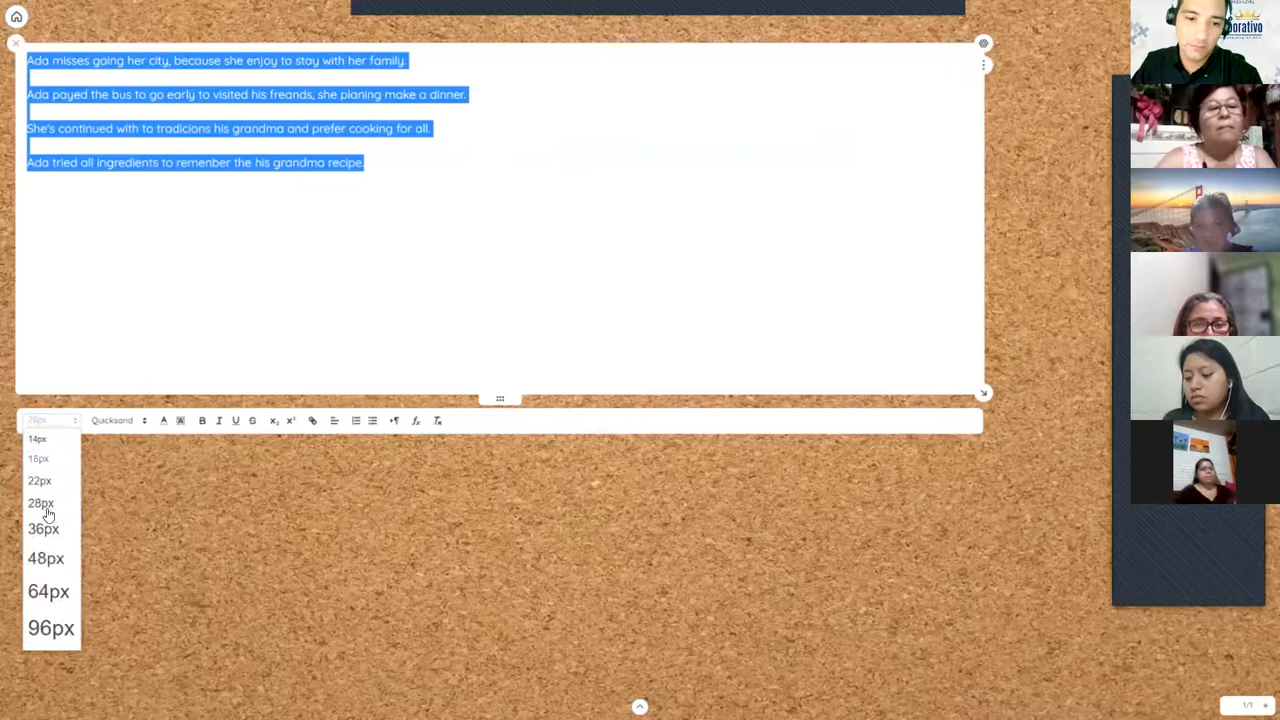 Ada misses going her city, because she enjoy to stay with her family.
Ada payed the bus to go early to visited his freands, she planing make a dinner.
She's continued with to tradicions his grandma and prefer cooking for all.
Ada tried all ingredients to remenber the his grandma recipe.
Quicksand
14px
18px
22px
28px
36px
48px
64px
96px
1/1